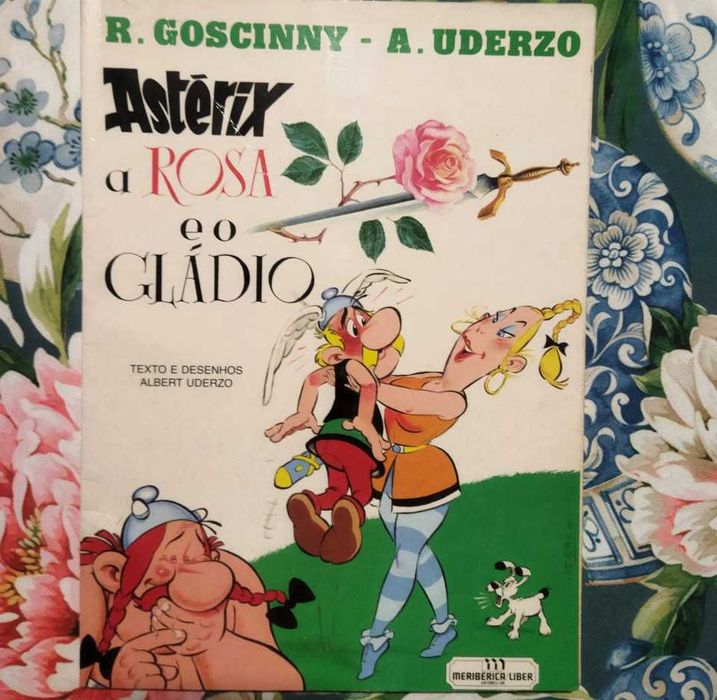 R. GOSCINNY - A. UDERZO
Astérix
a ROSA
e o
GLÁDIO
TEXTO E DESENHOS
ALBERT UDERZO
MERIBÉRICA LIBER